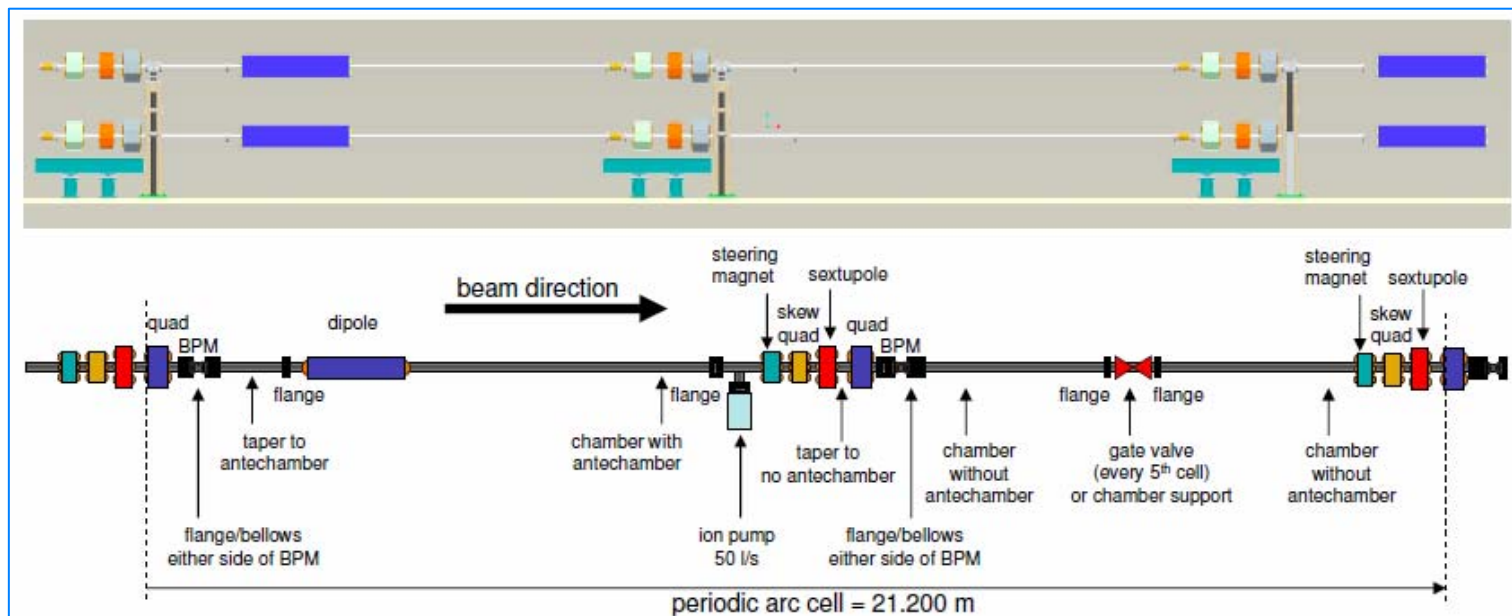 steering
magnet
sextupole
steering
magnet
sextupole
beam direction
skew
quad
skew
quad
quad
BPM
dipole
quad
BPM
flange
flange
flange
flange
taper to
antechamber
chamber with
antechamber
taper to
no antechamber
chamber
without
antechamber
gate valve
(every 5th cell)
or chamber support
chamber
without
antechamber
flange/bellows
either side of BPM
ion pump
50 l/s
flange/bellows
either side of BPM
periodic arc cell = 21.200 m